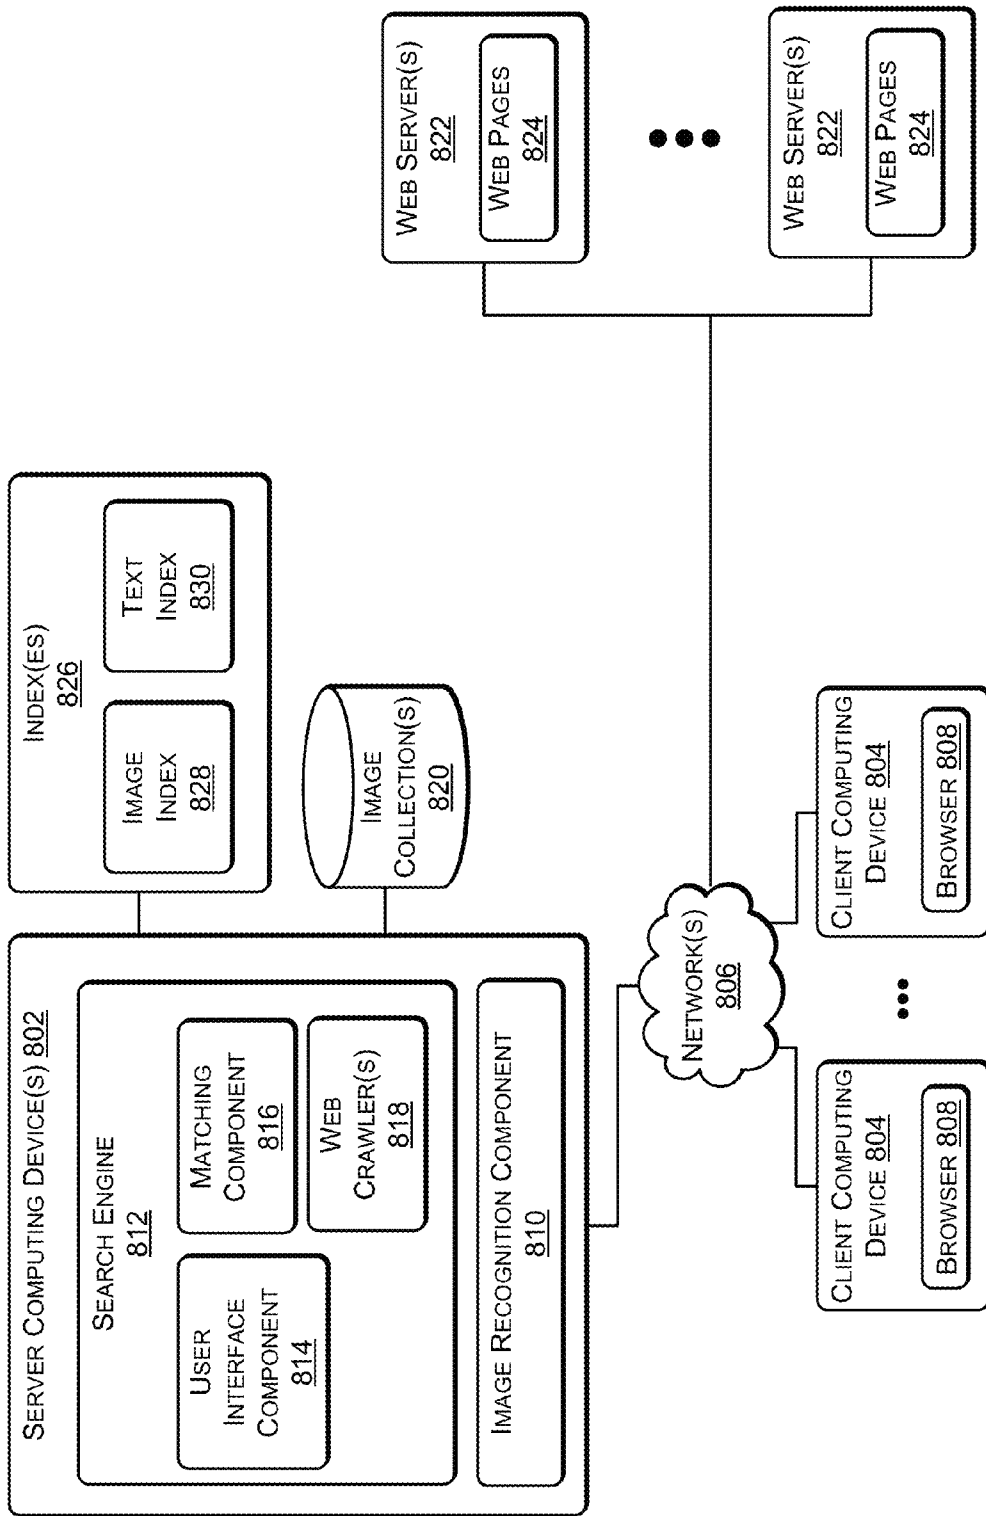 SERVER COMPUTING DEVICE(S) 802
SEARCH ENGINE
812
USER
INTERFACE
COMPONENT
814
MATCHING
COMPONENT
816
WEB
CRAWLER(S)
818
IMAGE RECOGNITION COMPONENT
810
INDEX(ES)
826
IMAGE
INDEX
828
TEXT
INDEX
830
IMAGE
COLLECTION(S)
820
NETWORK(S)
806
CLIENT COMPUTING
DEVICE 804
BROWSER 808
CLIENT COMPUTING
DEVICE 804
BROWSER 808
WEB SERVER(S)
822
WEB PAGES
824
WEB SERVER(S)
822
WEB PAGES
824